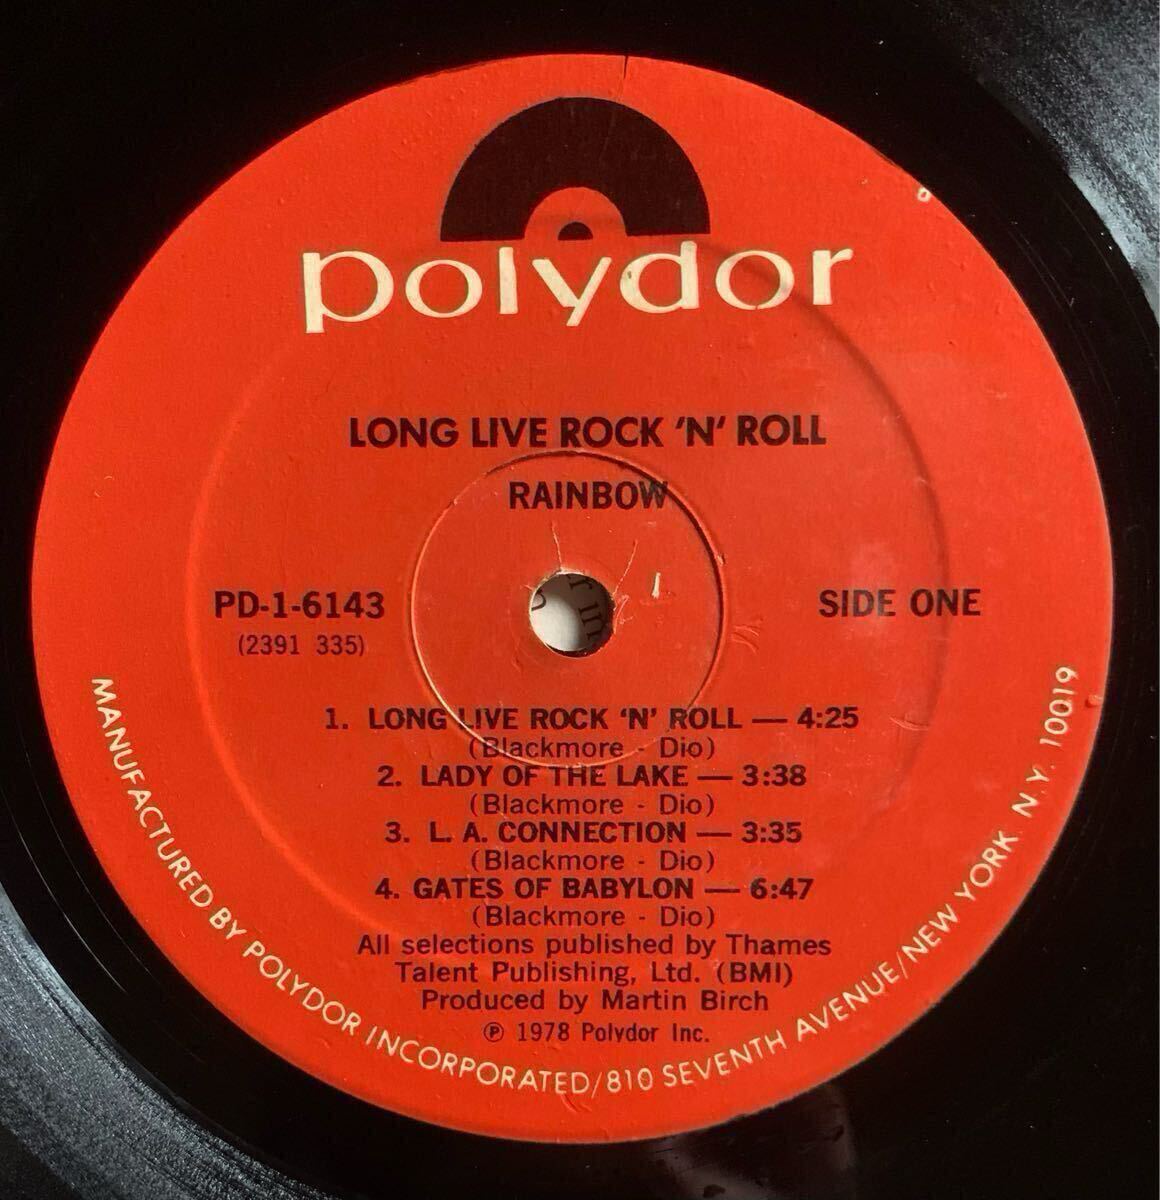 polydor
LONG LIVE ROCK 'N' ROLL
RAINBOW
PD-1-6143
(2391 335)
SIDE ONE
1. LONG LIVE ROCK 'N' ROLL — 4:25
(Blackmore - Dio)
2. LADY OF THE LAKE — 3:38
(Blackmore - Dio)
3. L. A. CONNECTION — 3:35
(Blackmore - Dio)
4. GATES OF BABYLON — 6:47
(Blackmore - Dio)
All selections published by Thames
Talent Publishing, Ltd. (BMI)
Produced by Martin Birch
℗ 1978 Polydor Inc.
MANUFACTURED BY POLYDOR INCORPORATED/810 SEVENTH AVENUE/NEW YORK. N.Y. 10019